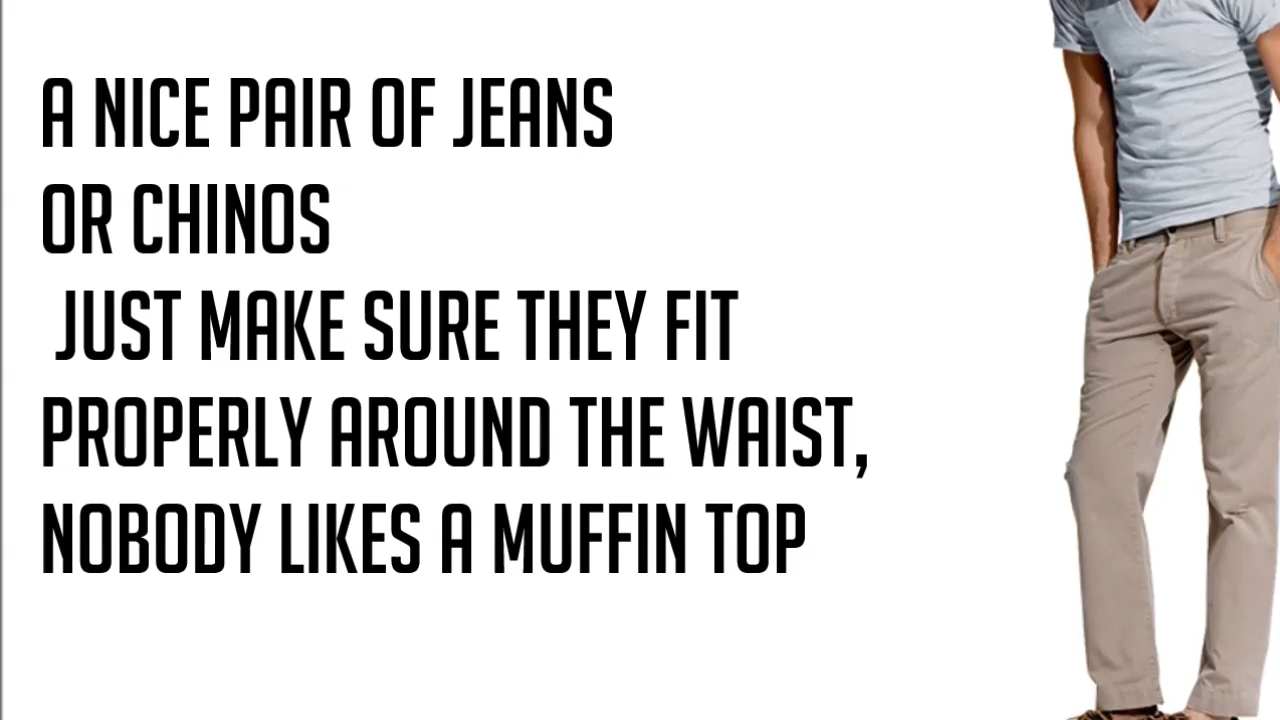 A NICE PAIR OF JEANS
OR CHINOS
JUST MAKE SURE THEY FIT
PROPERLY AROUND THE WAIST,
NOBODY LIKES A MUFFIN TOP